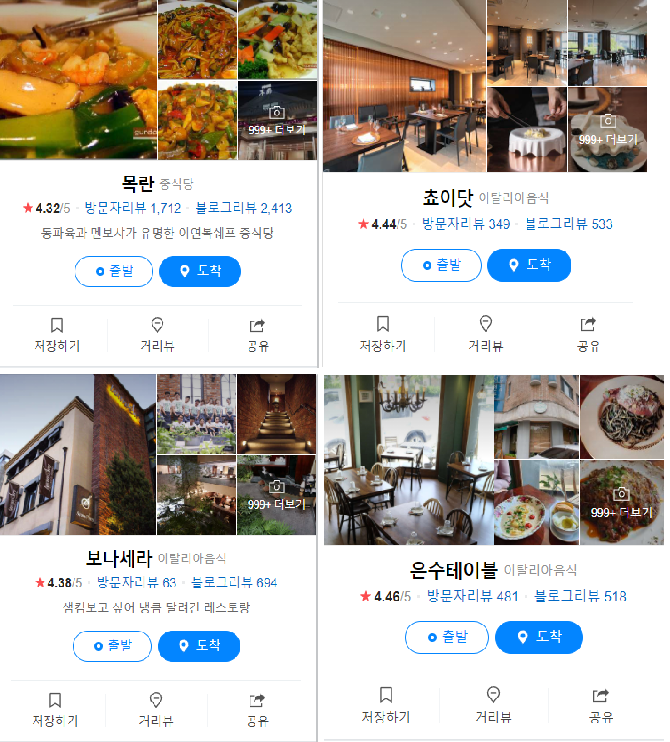 999+ 더보기
목란 중식당
★4.32/5 · 방문자리뷰 1,712 · 블로그리뷰 2,413
동파육과 멘보샤가 유명한 이연복쉐프 중식당
출발 도착
저장하기 거리뷰 공유
999+ 더보기
쵸이닷 이탈리아음식
★4.44/5 · 방문자리뷰 349 · 블로그리뷰 533
출발 도착
저장하기 거리뷰 공유
999+ 더보기
보나세라 이탈리아음식
★4.38/5 · 방문자리뷰 63 · 블로그리뷰 694
샘킴보고 싶어 냉큼 달려간 레스토랑
출발 도착
저장하기 거리뷰 공유
999+ 더보기
은수테이블 이탈리아음식
★4.46/5 · 방문자리뷰 481 · 블로그리뷰 518
출발 도착
저장하기 거리뷰 공유